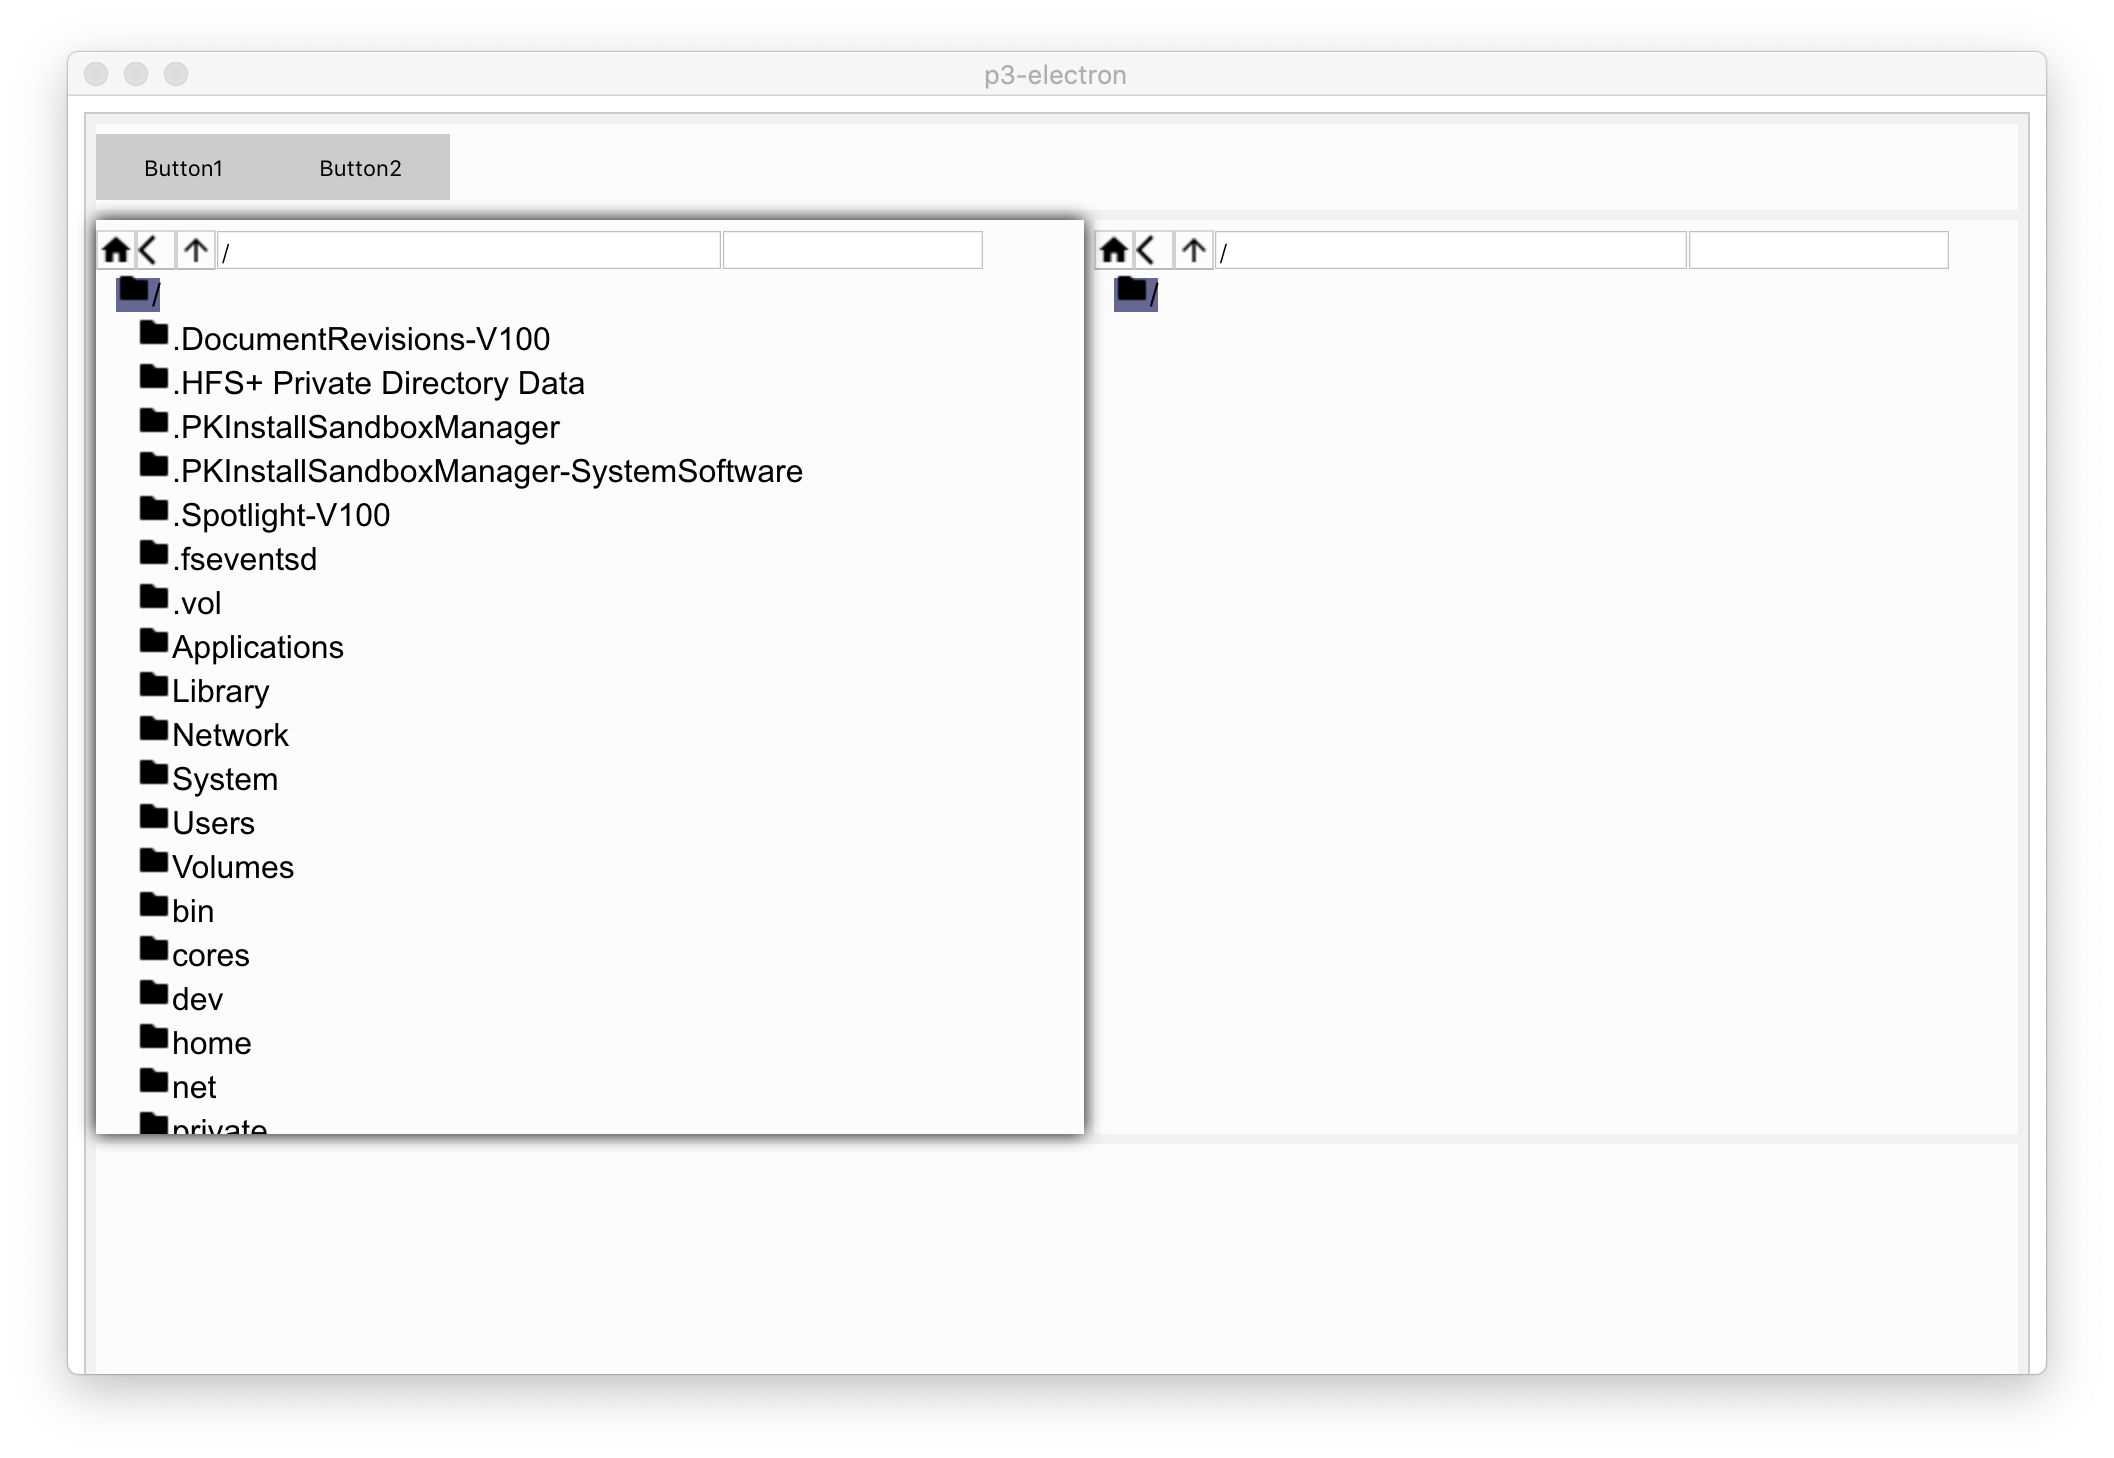 p3-electron
Button1 Button2
/
/
/
.DocumentRevisions-V100
.HFS+ Private Directory Data
.PKInstallSandboxManager
.PKInstallSandboxManager-SystemSoftware
.Spotlight-V100
.fseventsd
.vol
Applications
Library
Network
System
Users
Volumes
bin
cores
dev
home
net
private
/